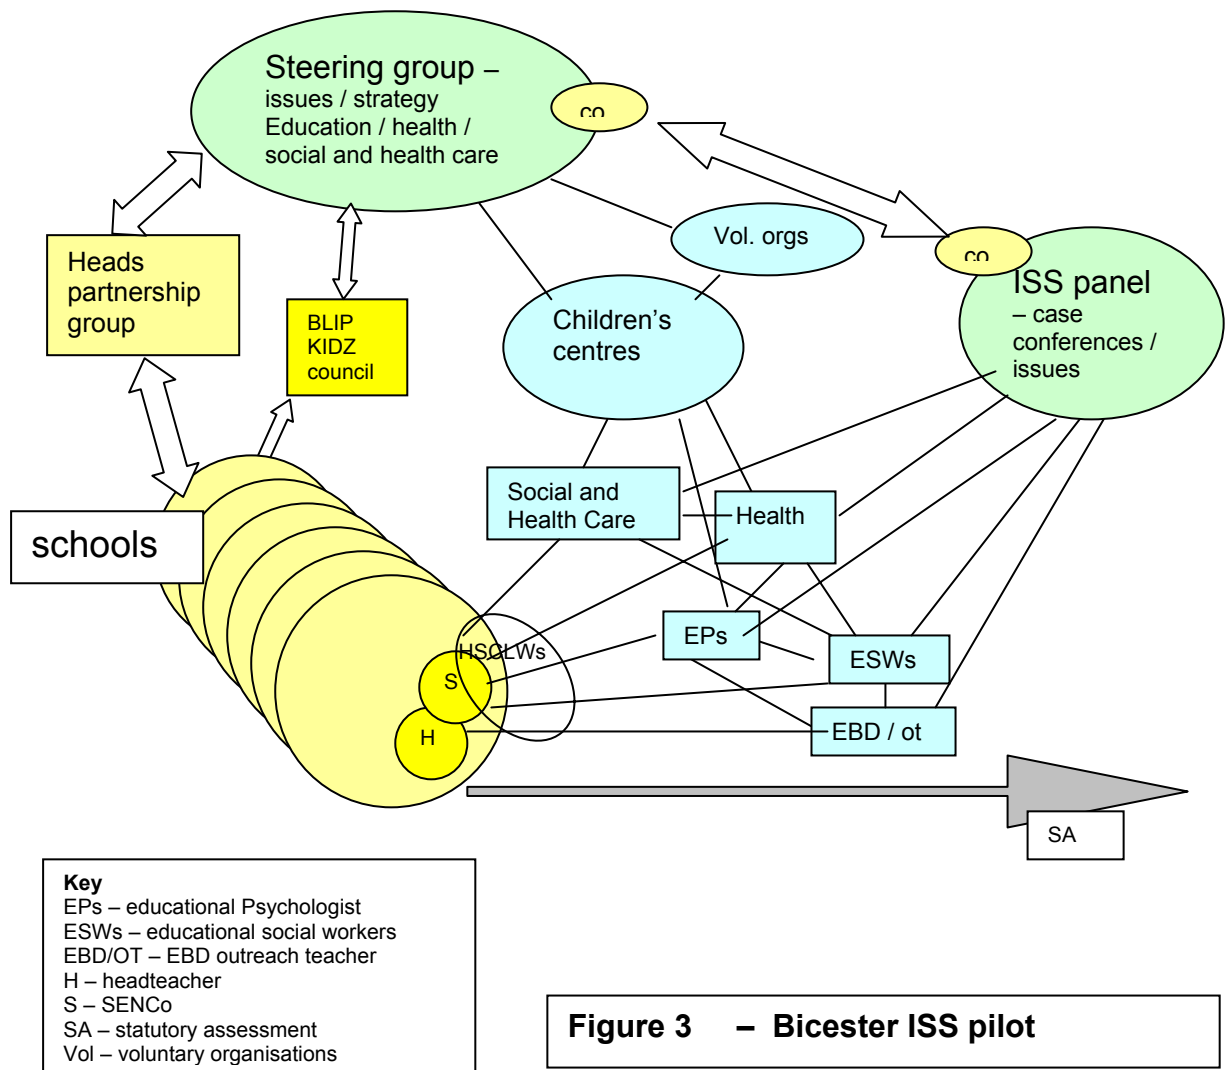 Steering group –
issues / strategy
Education / health /
social and health care
co
Vol. orgs
co
Heads
partnership
group
BLIP
KIDZ
council
Children's
centres
ISS panel
– case
conferences /
issues
Social and
Health Care
Health
schools
EPs
ESWs
HSCLWs
S
H
EBD / ot
SA
Key
EPs – educational Psychologist
ESWs – educational social workers
EBD/OT – EBD outreach teacher
H – headteacher
S – SENCo
SA – statutory assessment
Vol – voluntary organisations
Figure 3 – Bicester ISS pilot